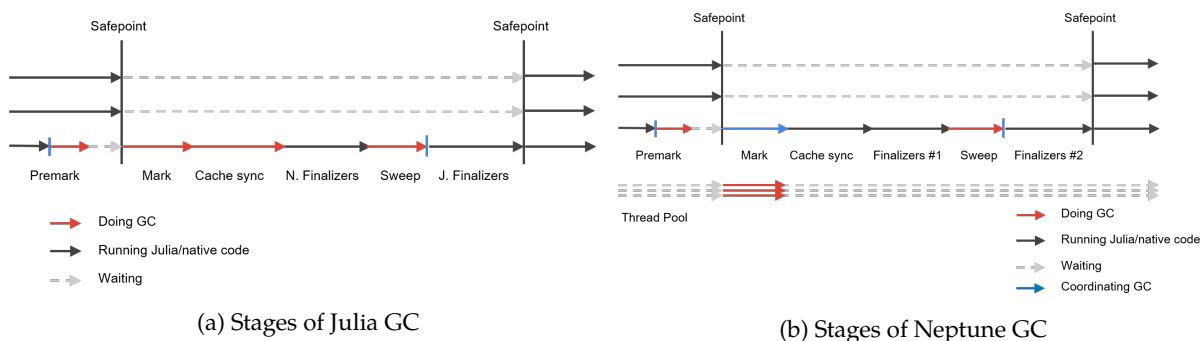 Safepoint
Safepoint
Premark
Mark
Cache sync
N. Finalizers
Sweep
J. Finalizers
Doing GC
Running Julia/native code
Waiting
(a) Stages of Julia GC
Safepoint
Safepoint
Premark
Mark
Cache sync
Finalizers #1
Sweep
Finalizers #2
Thread Pool
Doing GC
Running Julia/native code
Waiting
Coordinating GC
(b) Stages of Neptune GC